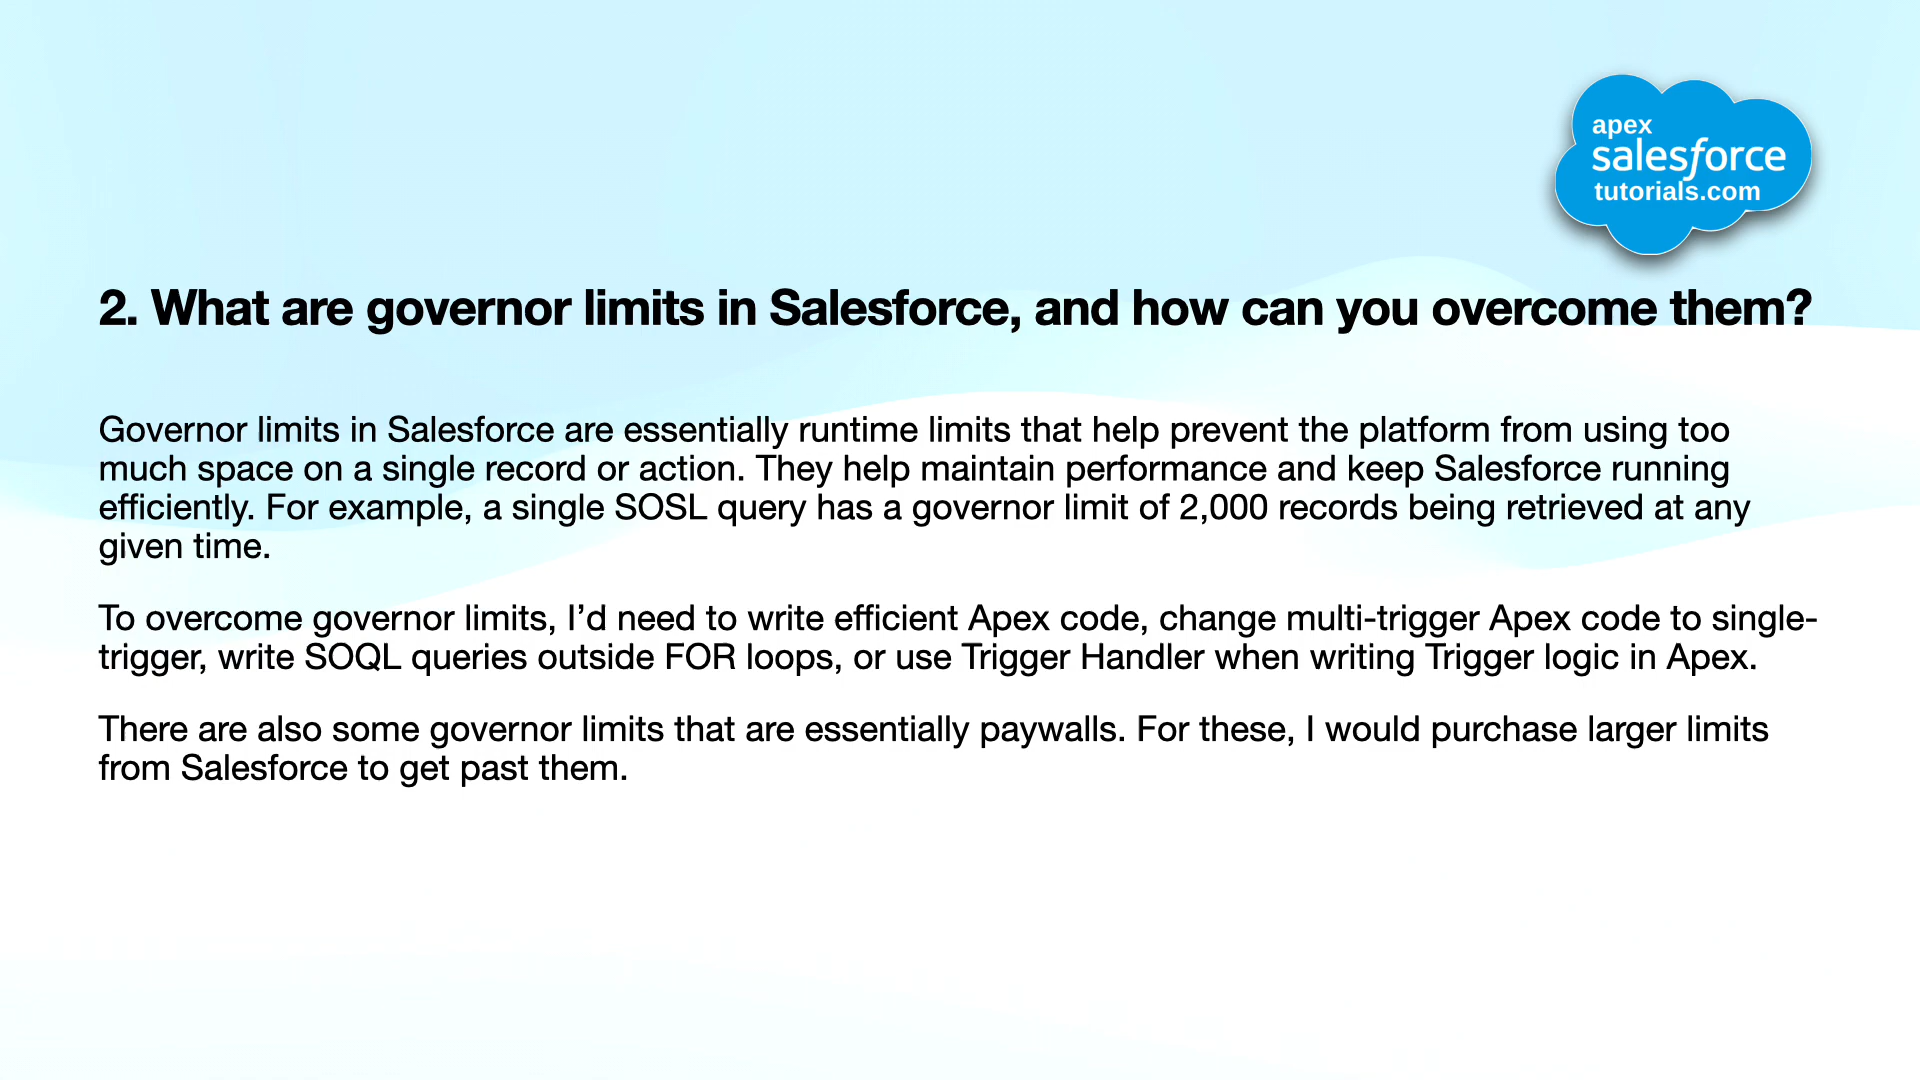 apex
salesforce
tutorials.com
2. What are governor limits in Salesforce, and how can you overcome them?
Governor limits in Salesforce are essentially runtime limits that help prevent the platform from using too
much space on a single record or action. They help maintain performance and keep Salesforce running
efficiently. For example, a single SOSL query has a governor limit of 2,000 records being retrieved at any
given time.
To overcome governor limits, I’d need to write efficient Apex code, change multi-trigger Apex code to single-
trigger, write SOQL queries outside FOR loops, or use Trigger Handler when writing Trigger logic in Apex.
There are also some governor limits that are essentially paywalls. For these, I would purchase larger limits
from Salesforce to get past them.